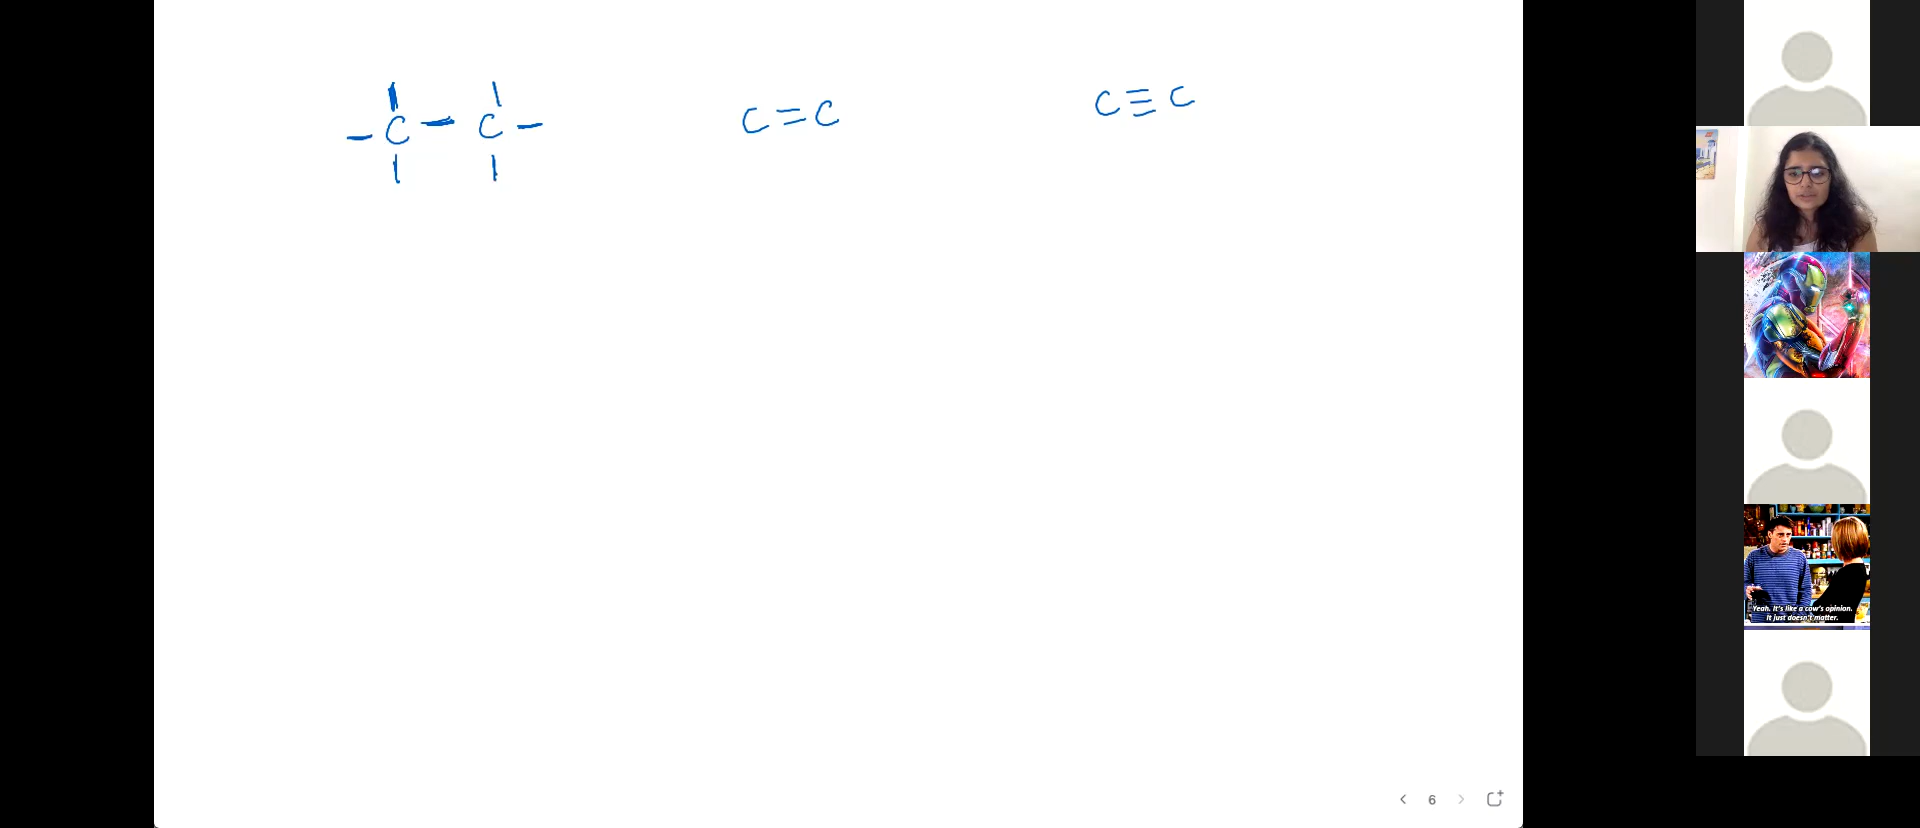 C - C
C = C
C ≡ C
Yeah. It's like a cow's opinion.
It just doesn't matter.
6